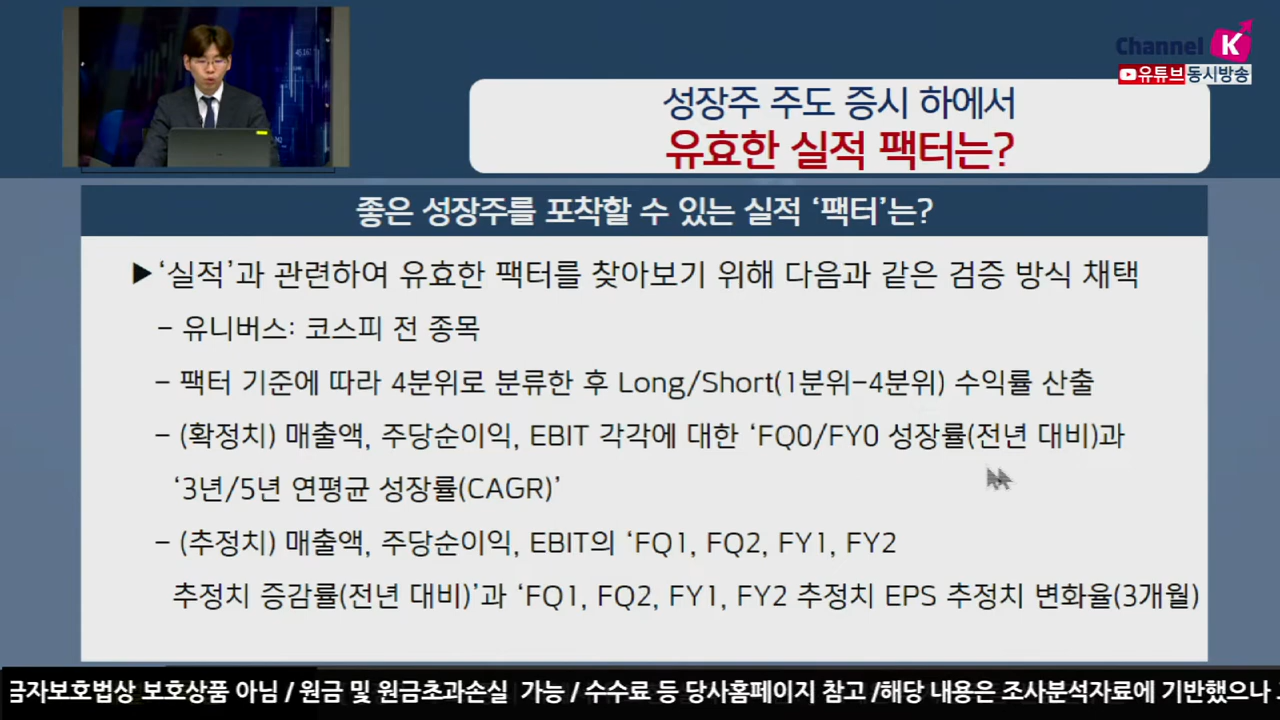 Channel K
유튜브동시방송
성장주 주도 증시 하에서
유효한 실적 팩터는?
좋은 성장주를 포착할 수 있는 실적 ‘팩터’는?
▶‘실적’과 관련하여 유효한 팩터를 찾아보기 위해 다음과 같은 검증 방식 채택
– 유니버스: 코스피 전 종목
– 팩터 기준에 따라 4분위로 분류한 후 Long/Short(1분위–4분위) 수익률 산출
– (확정치) 매출액, 주당순이익, EBIT 각각에 대한 ‘FQ0/FY0 성장률(전년 대비)과
‘3년/5년 연평균 성장률(CAGR)’
– (추정치) 매출액, 주당순이익, EBIT의 ‘FQ1, FQ2, FY1, FY2
추정치 증감률(전년 대비)’과 ‘FQ1, FQ2, FY1, FY2 추정치 EPS 추정치 변화율(3개월)
금자보호법상 보호상품 아님 / 원금 및 원금초과손실 가능 / 수수료 등 당사홈페이지 참고 /해당 내용은 조사분석자료에 기반했으나